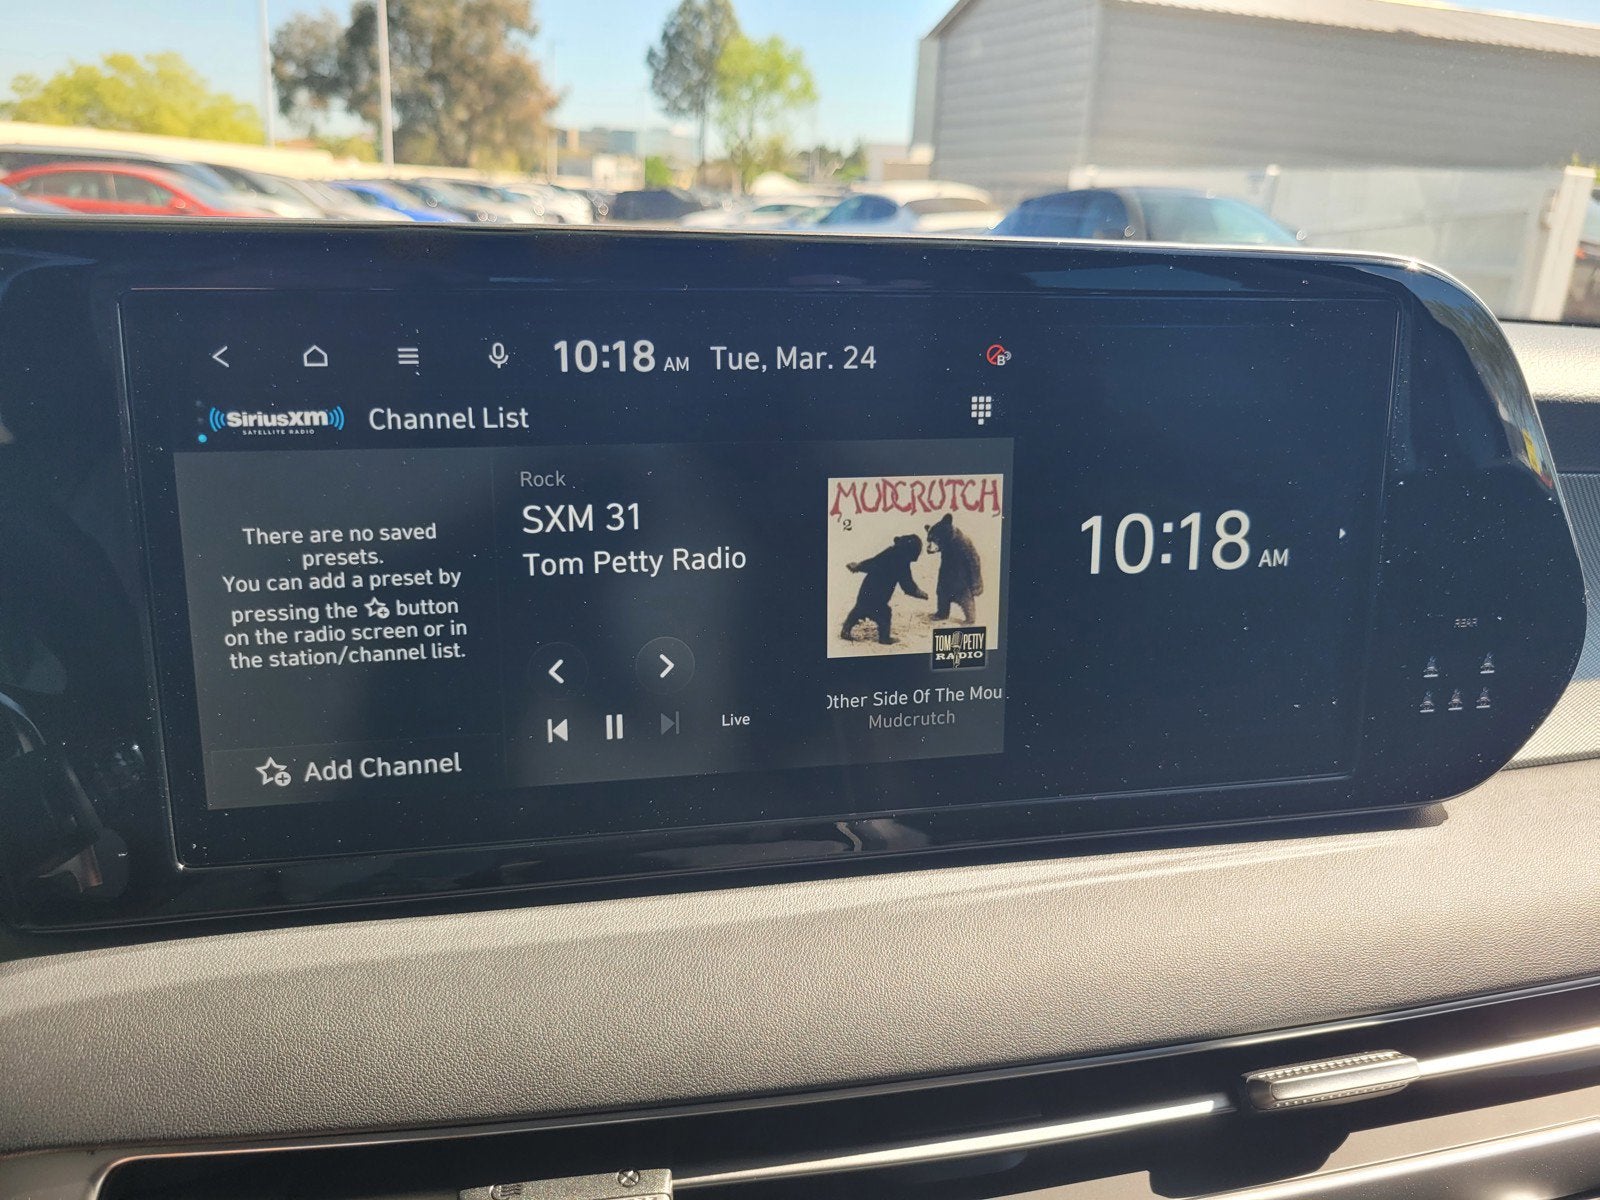 10:18 AM Tue, Mar. 24
B
SiriusXM Channel List
SATELLITE RADIO
There are no saved
presets.
You can add a preset by
pressing the button
on the radio screen or in
the station/channel list.
Add Channel
Rock
SXM 31
Tom Petty Radio
Live
MUDCRUTCH
2
TOM PETTY
RADIO
Other Side Of The Mou
Mudcrutch
10:18 AM
REAR